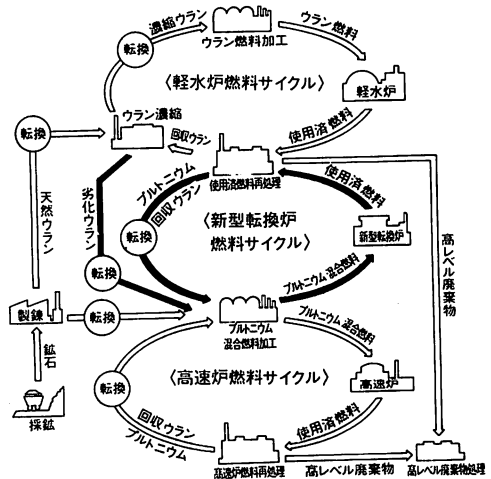 濃縮ウラン
転換
ウラン燃料加工
ウラン燃料
〈軽水炉燃料サイクル〉
軽水炉
ウラン濃縮
転換
回収ウラン
使用済燃料
使用済燃料再処理
天然ウラン
劣化ウラン
プルトニウム
回収ウラン
転換
〈新型転換炉
燃料サイクル〉
使用済燃料
新型転換炉
高レベル廃棄物
転換
プルトニウム混合燃料
製錬
転換
プルトニウム
混合燃料加工
プルトニウム混合燃料
鉱石
採鉱
転換
〈高速炉燃料サイクル〉
高速炉
回収ウラン
プルトニウム
使用済燃料
高速炉燃料再処理
高レベル廃棄物
高レベル廃棄物処理